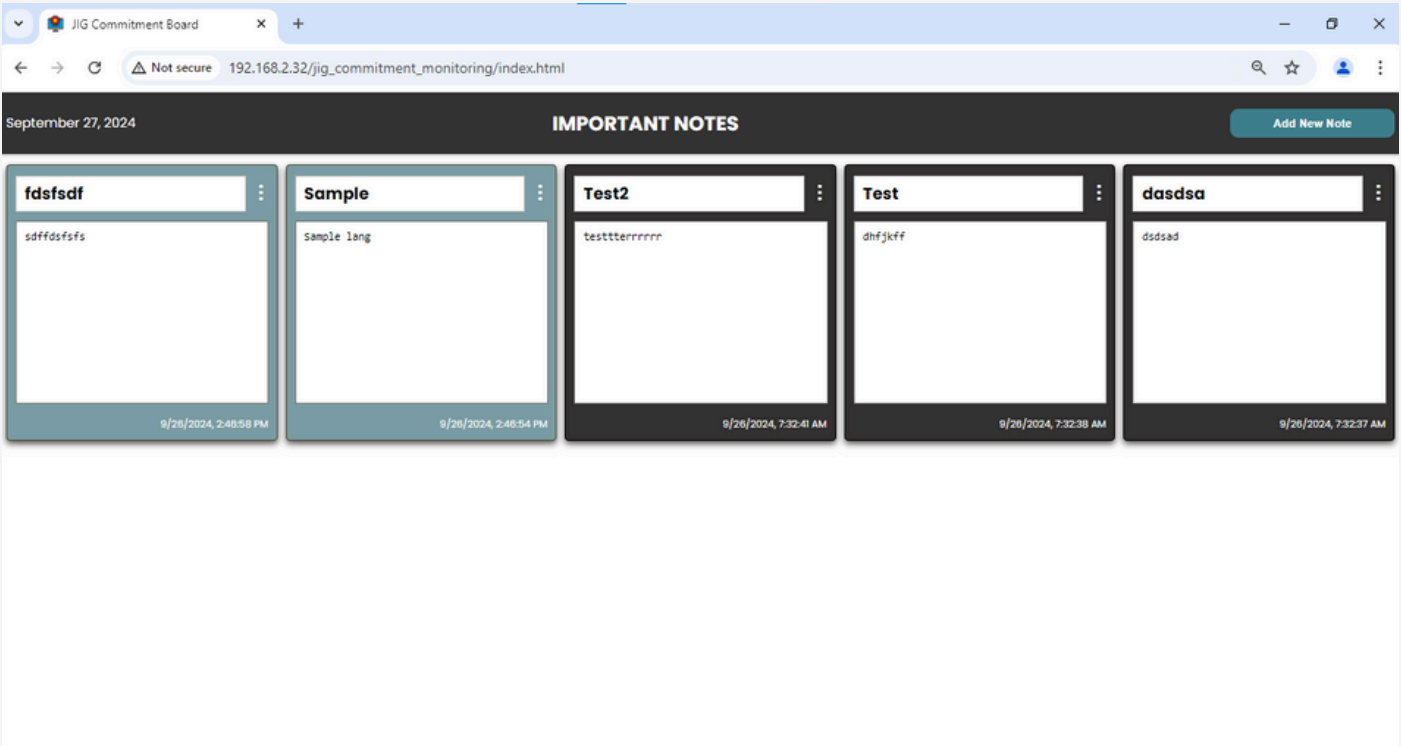 JIG Commitment Board
Not secure 192.168.2.32/jig_commitment_monitoring/index.html
September 27, 2024
IMPORTANT NOTES
Add New Note
fdsfsdf
sdffdsfsfs
9/26/2024, 2:46:58 PM
Sample
Sample lang
9/26/2024, 2:46:54 PM
Test2
testtterrrrrr
9/26/2024, 7:32:41 AM
Test
dhfjkff
9/26/2024, 7:32:38 AM
dasdsa
dsdsad
9/26/2024, 7:32:37 AM